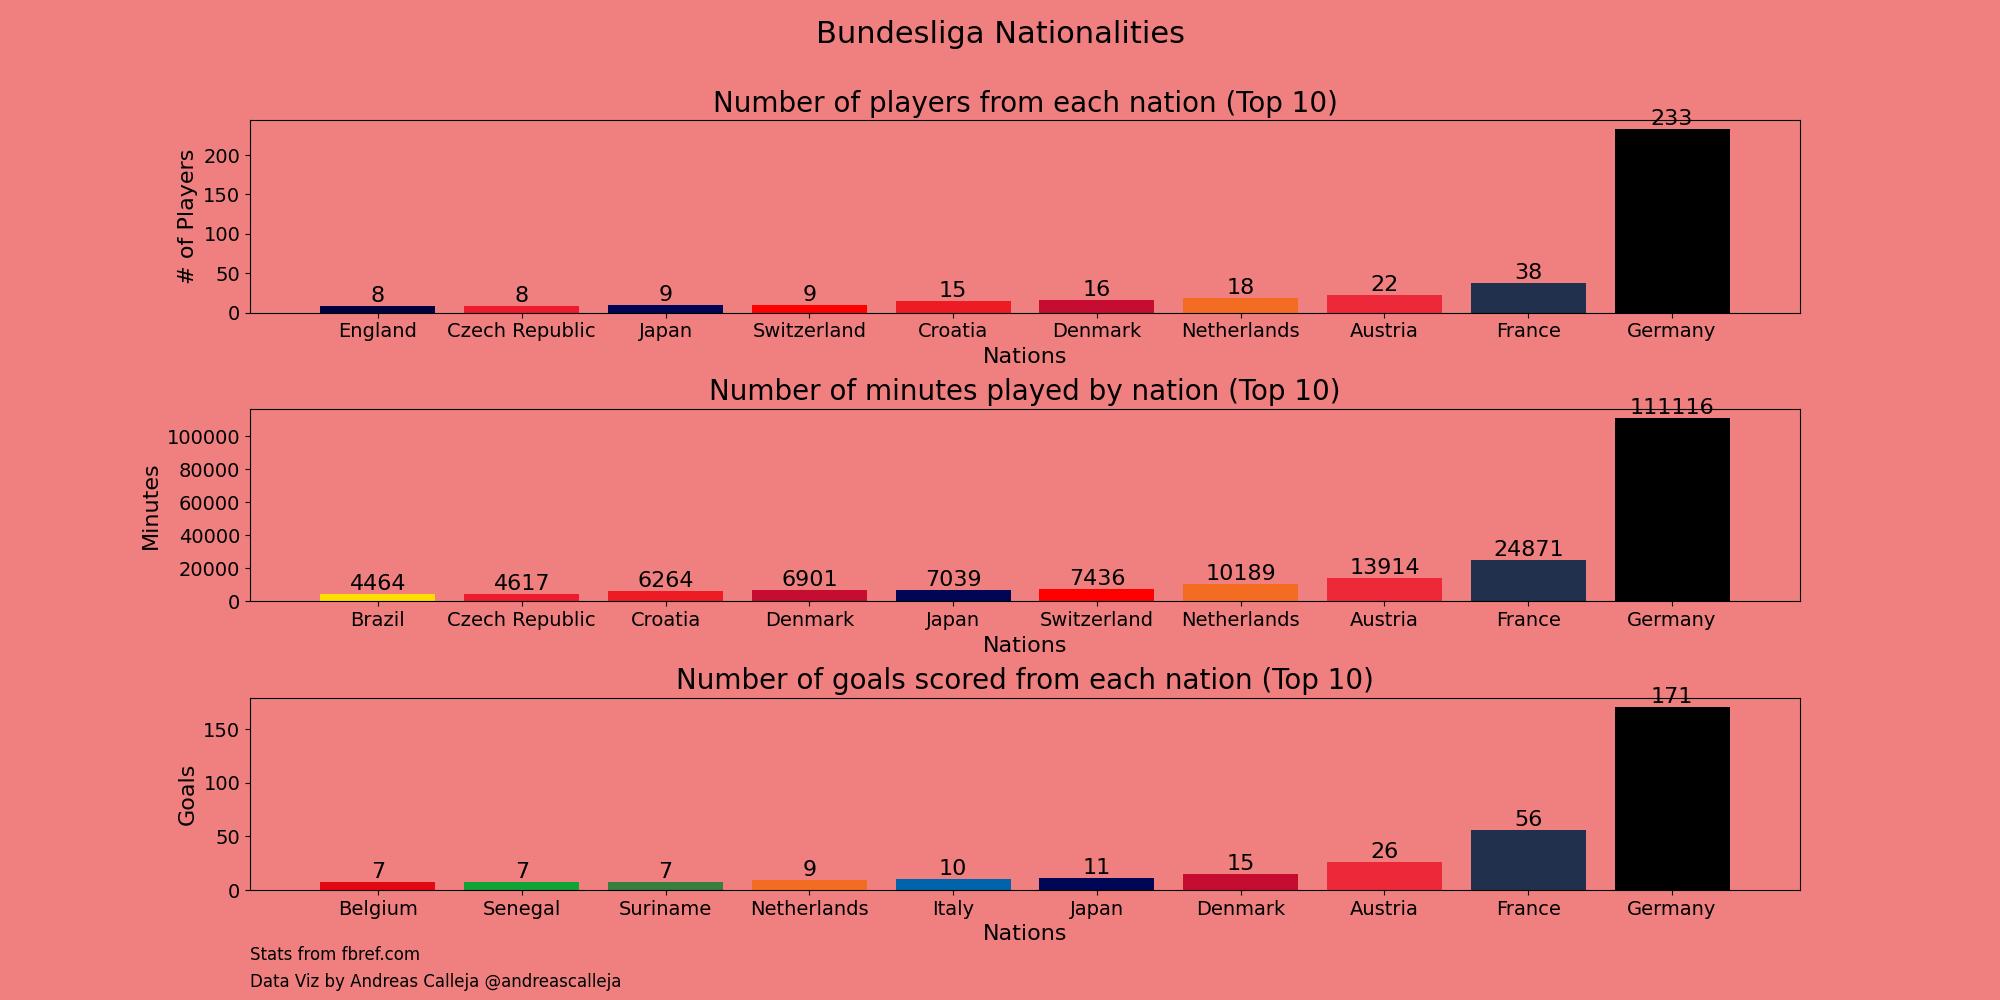 Bundesliga Nationalities
Number of players from each nation (Top 10)
# of Players
200
150
100
50
0
8 8 9 9 15 16 18 22 38 233
England Czech Republic Japan Switzerland Croatia Denmark Netherlands Austria France Germany
Nations
Number of minutes played by nation (Top 10)
Minutes
100000
80000
60000
40000
20000
0
4464 4617 6264 6901 7039 7436 10189 13914 24871 111116
Brazil Czech Republic Croatia Denmark Japan Switzerland Netherlands Austria France Germany
Nations
Number of goals scored from each nation (Top 10)
Goals
150
100
50
0
7 7 7 9 10 11 15 26 56 171
Belgium Senegal Suriname Netherlands Italy Japan Denmark Austria France Germany
Nations
Stats from fbref.com
Data Viz by Andreas Calleja @andreascalleja